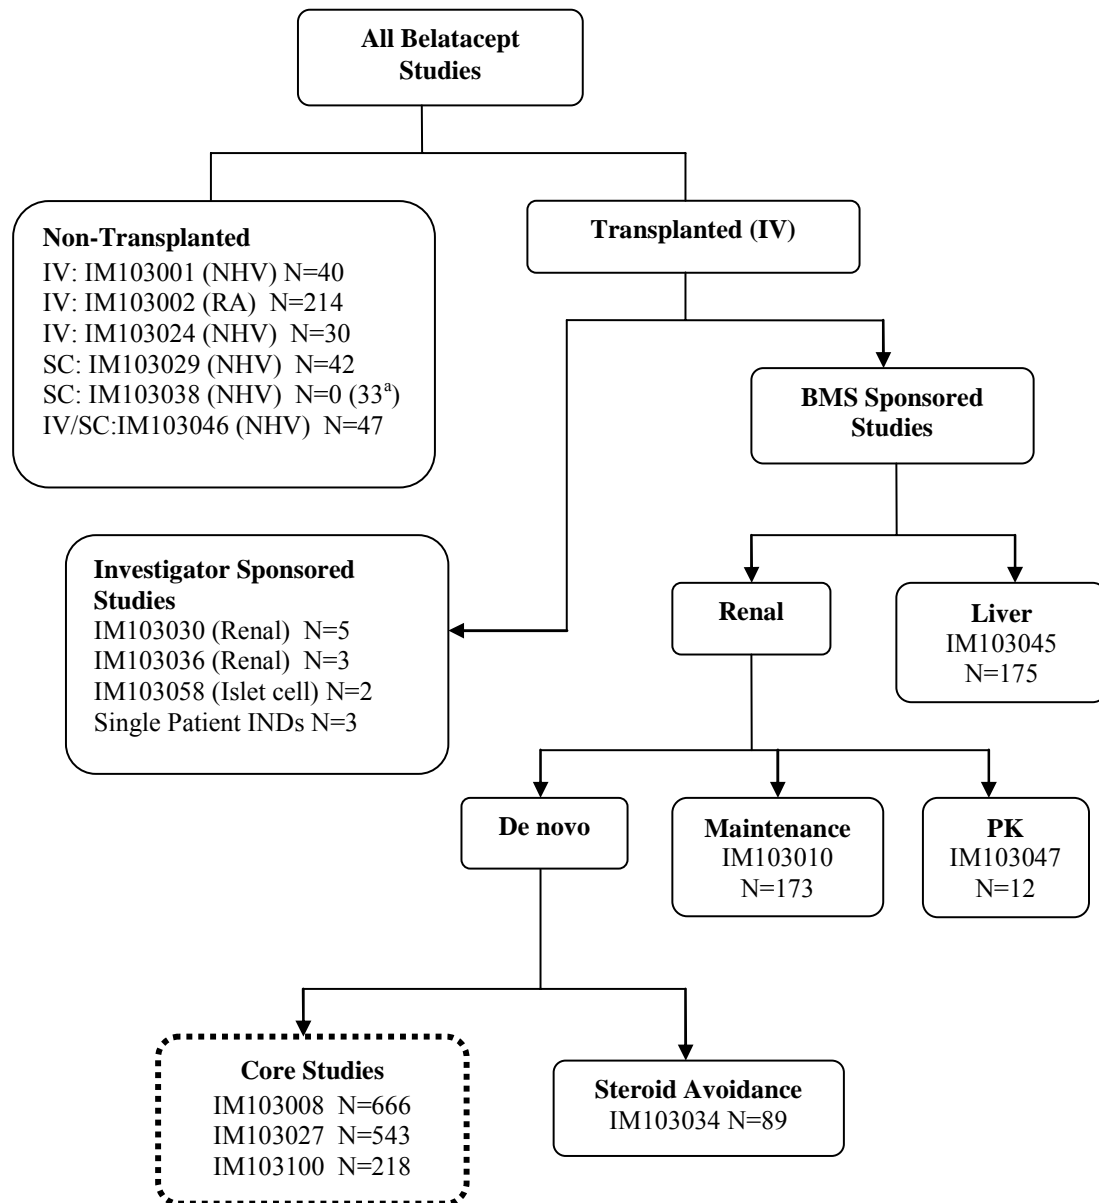 All Belatacept
Studies
Non-Transplanted
IV: IM103001 (NHV) N=40
IV: IM103002 (RA) N=214
IV: IM103024 (NHV) N=30
SC: IM103029 (NHV) N=42
SC: IM103038 (NHV) N=0 (33ª)
IV/SC:IM103046 (NHV) N=47
Transplanted (IV)
BMS Sponsored
Studies
Investigator Sponsored
Studies
IM103030 (Renal) N=5
IM103036 (Renal) N=3
IM103058 (Islet cell) N=2
Single Patient INDs N=3
Renal
Liver
IM103045
N=175
De novo
Maintenance
IM103010
N=173
PK
IM103047
N=12
Core Studies
IM103008 N=666
IM103027 N=543
IM103100 N=218
Steroid Avoidance
IM103034 N=89